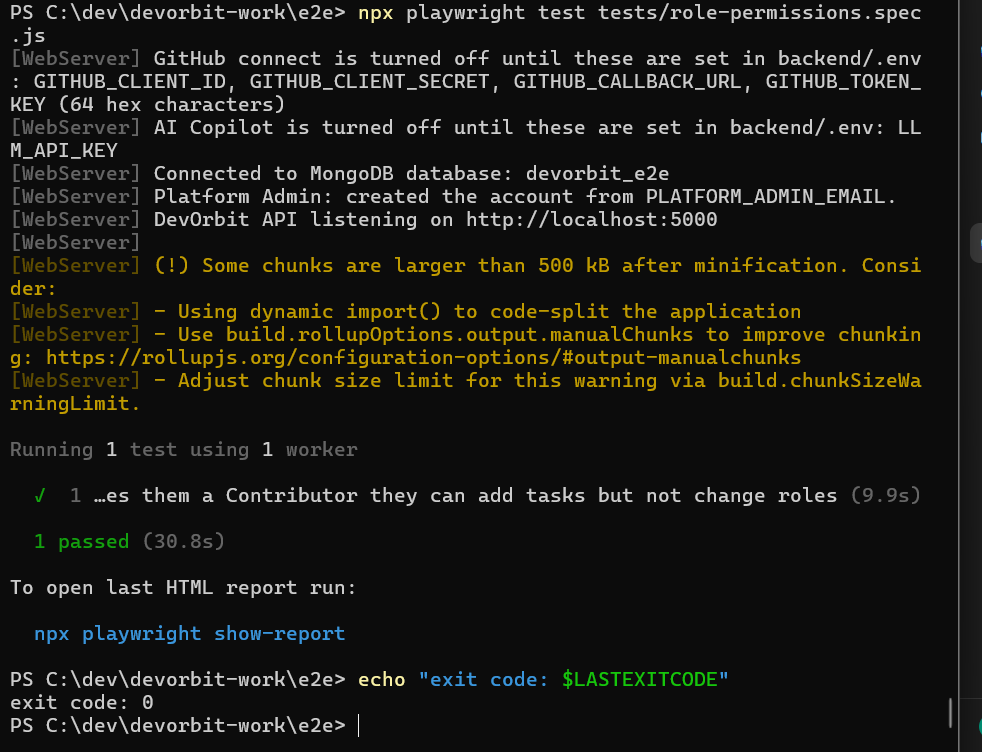 PS C:\dev\devorbit-work\e2e> npx playwright test tests/role-permissions.spec
.js
[WebServer] GitHub connect is turned off until these are set in backend/.env
: GITHUB_CLIENT_ID, GITHUB_CLIENT_SECRET, GITHUB_CALLBACK_URL, GITHUB_TOKEN_
KEY (64 hex characters)
[WebServer] AI Copilot is turned off until these are set in backend/.env: LL
M_API_KEY
[WebServer] Connected to MongoDB database: devorbit_e2e
[WebServer] Platform Admin: created the account from PLATFORM_ADMIN_EMAIL.
[WebServer] DevOrbit API listening on http://localhost:5000
[WebServer]
[WebServer] (!) Some chunks are larger than 500 kB after minification. Consi
der:
[WebServer] - Using dynamic import() to code-split the application
[WebServer] - Use build.rollupOptions.output.manualChunks to improve chunkin
g: https://rollupjs.org/configuration-options/#output-manualchunks
[WebServer] - Adjust chunk size limit for this warning via build.chunkSizeWa
rningLimit.
Running 1 test using 1 worker
✓ 1 …es them a Contributor they can add tasks but not change roles (9.9s)
1 passed (30.8s)
To open last HTML report run:
npx playwright show-report
PS C:\dev\devorbit-work\e2e> echo "exit code: $LASTEXITCODE"
exit code: 0
PS C:\dev\devorbit-work\e2e>